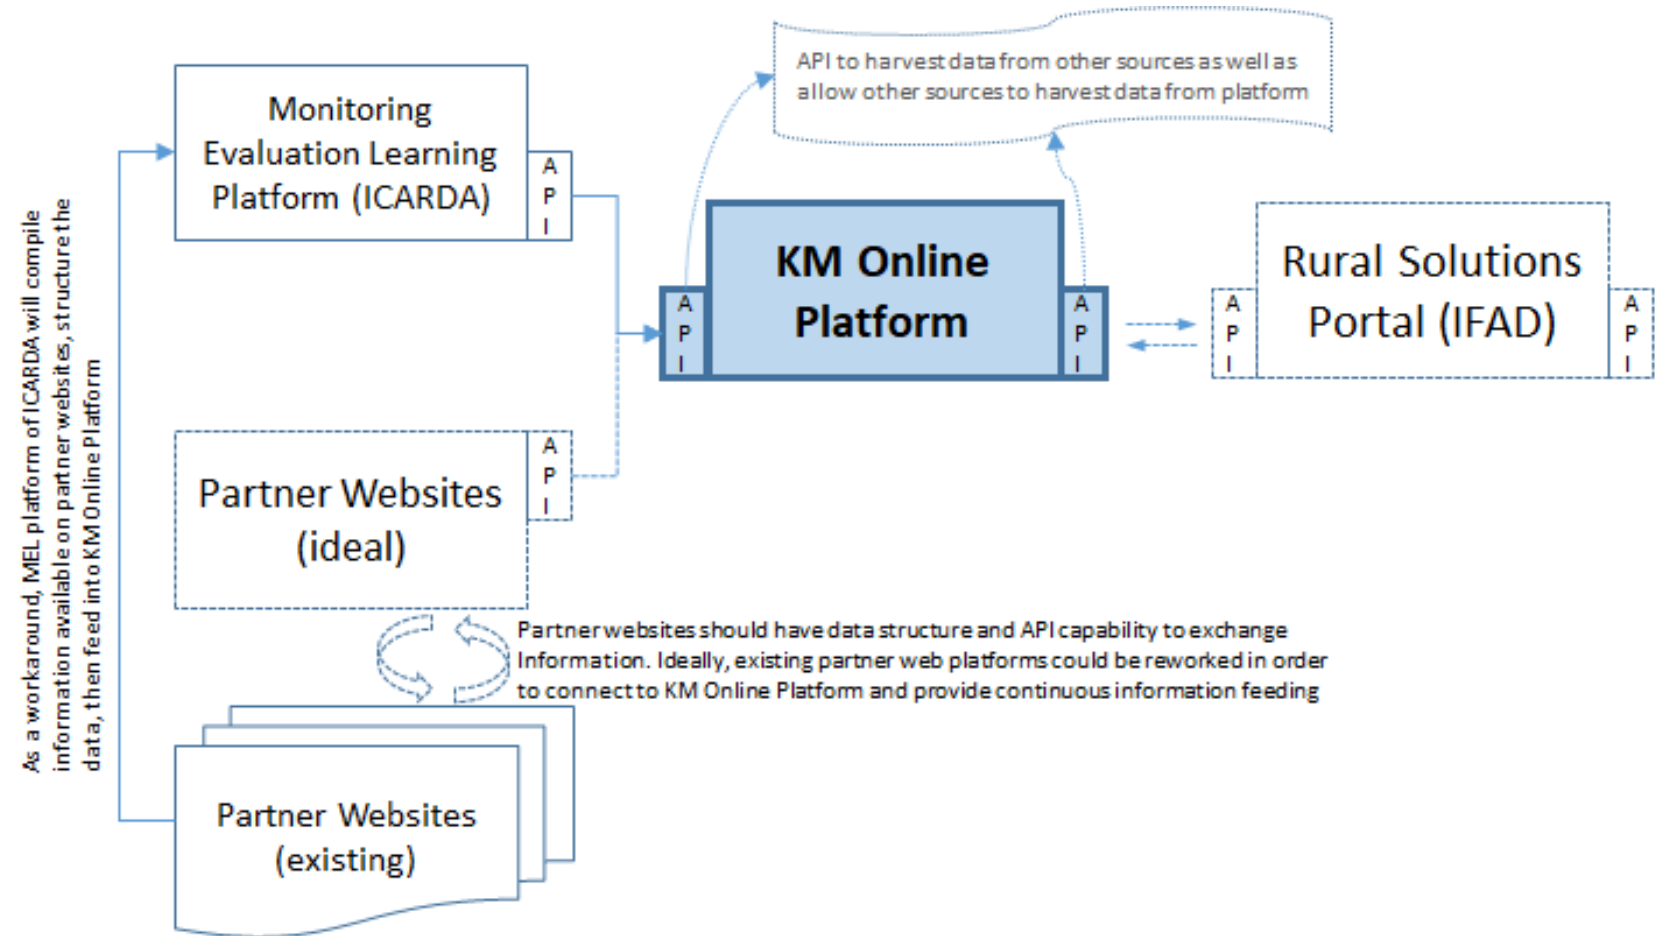 API to harvest data from other sources as well as
allow other sources to harvest data from platform
Monitoring
Evaluation Learning
Platform (ICARDA)
A
P
I
KM Online
Platform
A
P
I
A
P
I
Rural Solutions
Portal (IFAD)
A
P
I
A
P
I
As a workaround, MEL platform of ICARDA will compile
information available on partner websites, structure the
data, then feed into KM Online Platform
Partner Websites
(ideal)
A
P
I
Partner websites should have data structure and API capability to exchange
Information. Ideally, existing partner web platforms could be reworked in order
to connect to KM Online Platform and provide continuous information feeding
Partner Websites
(existing)